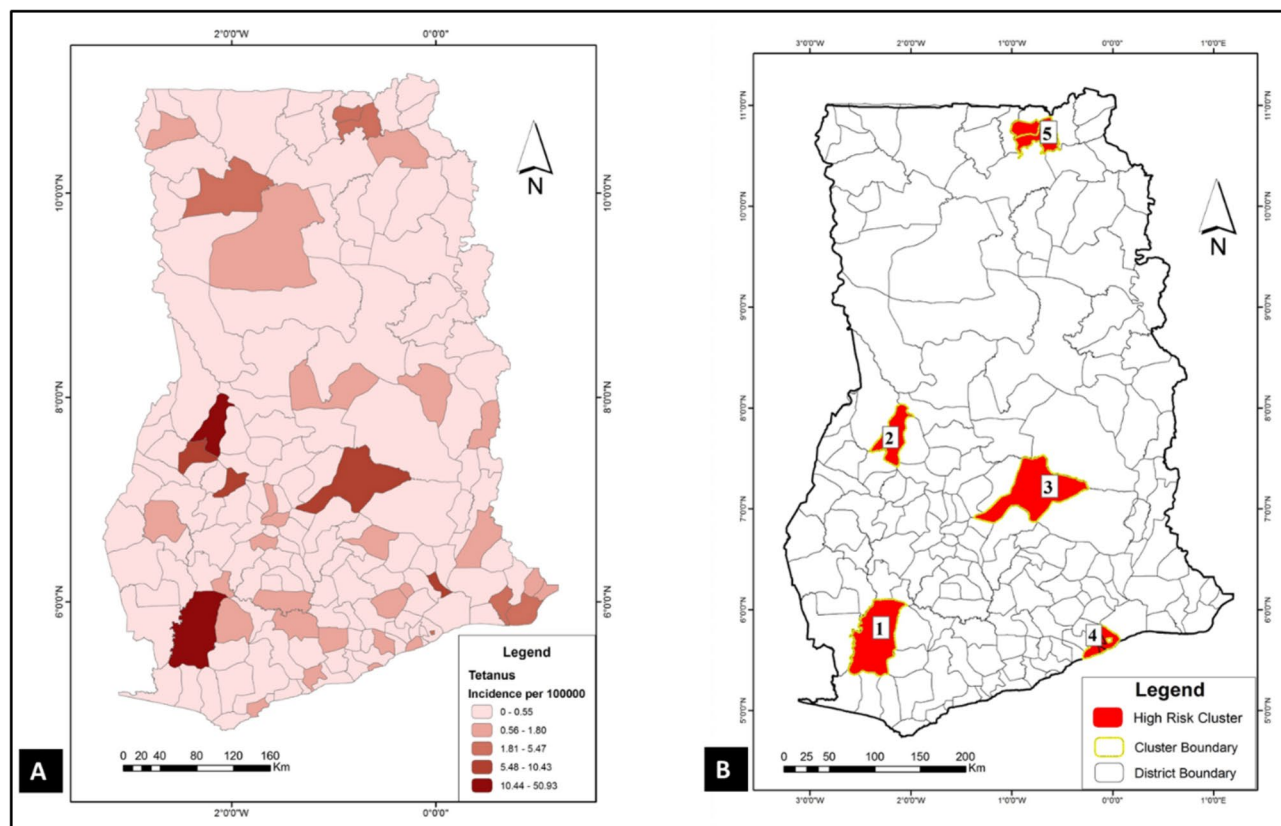 2°0'0"W 0°0'0"
10°0'0"N
8°0'0"N
6°0'0"N
10°0'0"N
8°0'0"N
6°0'0"N
N
Legend
Tetanus
Incidence per 100000
0 - 0.55
0.56 - 1.80
1.81 - 5.47
5.48 - 10.43
10.44 - 50.93
0 20 40 80 120 160
Km
A
2°0'0"W 0°0'0"
3°0'0"W 2°0'0"W 1°0'0"W 0°0'0" 1°0'0"E
11°0'0"N
10°0'0"N
9°0'0"N
8°0'0"N
7°0'0"N
6°0'0"N
5°0'0"N
11°0'0"N
10°0'0"N
9°0'0"N
8°0'0"N
7°0'0"N
6°0'0"N
5°0'0"N
N
5
2
3
1
4
Legend
High Risk Cluster
Cluster Boundary
District Boundary
0 25 50 100 150 200
Km
B
3°0'0"W 2°0'0"W 1°0'0"W 0°0'0" 1°0'0"E